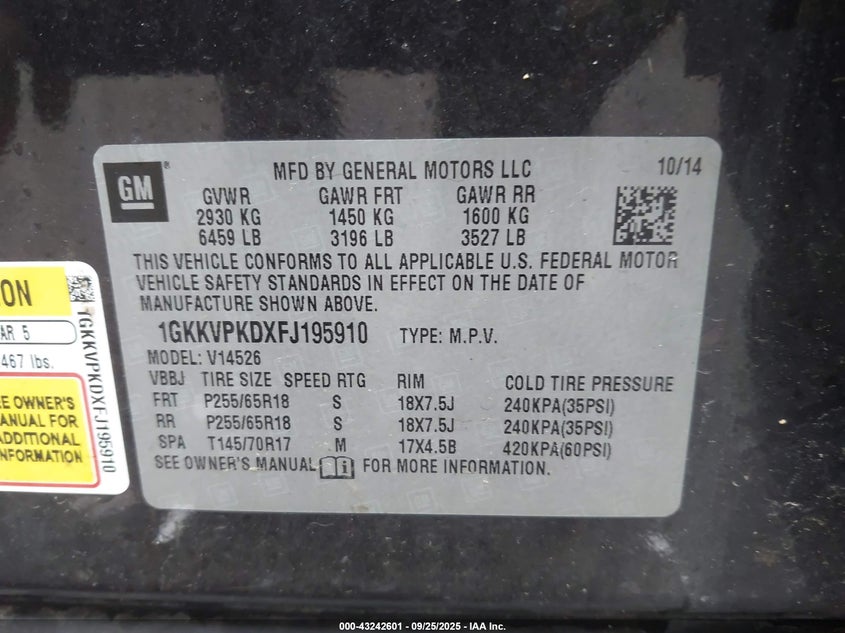 GM
MFD BY GENERAL MOTORS LLC
10/14
GVWR GAWR FRT GAWR RR
2930 KG 1450 KG 1600 KG
6459 LB 3196 LB 3527 LB
THIS VEHICLE CONFORMS TO ALL APPLICABLE U.S. FEDERAL MOTOR
VEHICLE SAFETY STANDARDS IN EFFECT ON THE DATE OF
MANUFACTURE SHOWN ABOVE.
1GKKVPKDXFJ195910 TYPE: M.P.V.
MODEL: V14526
VBBJ TIRE SIZE SPEED RTG RIM COLD TIRE PRESSURE
FRT P255/65R18 S 18X7.5J 240KPA(35PSI)
RR P255/65R18 S 18X7.5J 240KPA(35PSI)
SPA T145/70R17 M 17X4.5B 420KPA(60PSI)
SEE OWNER'S MANUAL FOR MORE INFORMATION.
ON
AR 5
467 lbs.
EE OWNER'S
MANUAL FOR
ADDITIONAL
NFORMATION
1GKKVPKDXFJ195910
000-43242601 - 09/25/2025 - IAA Inc.